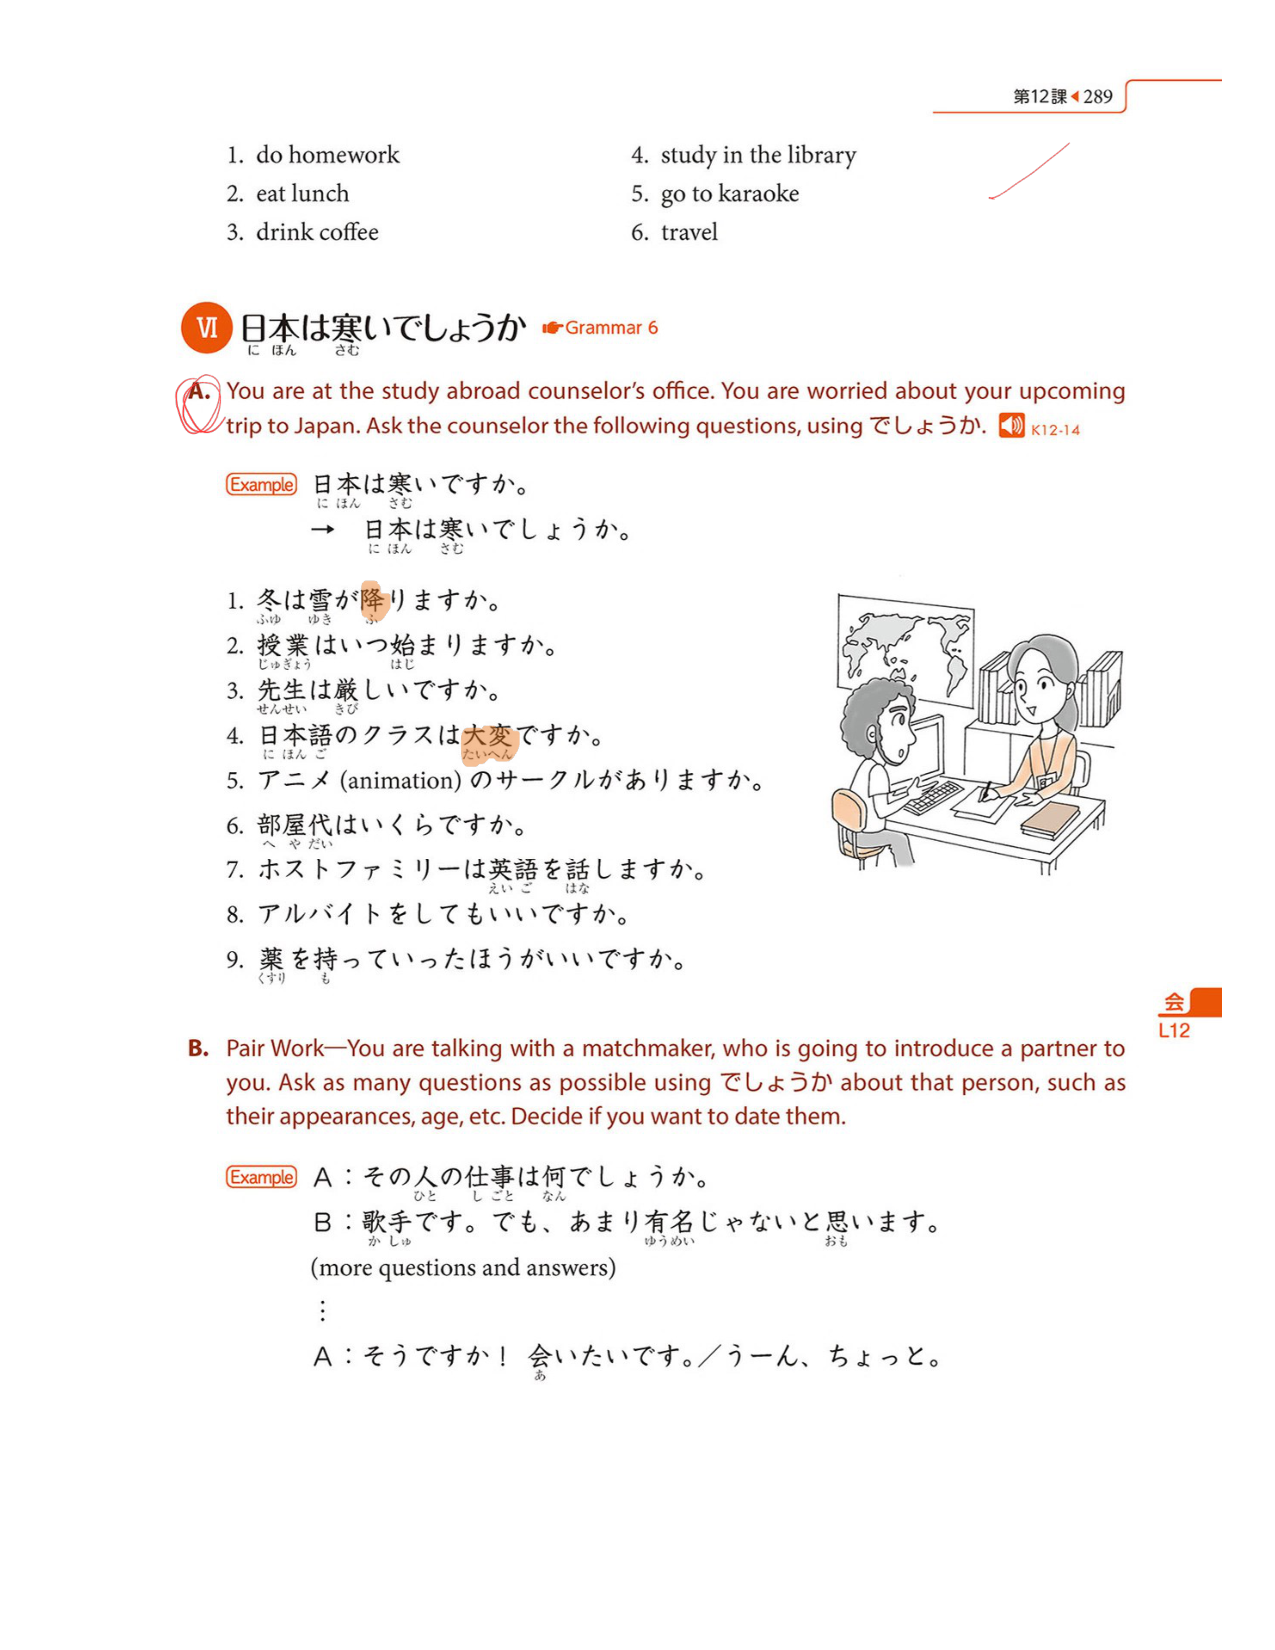 第12課◀289
1. do homework
2. eat lunch
3. drink coffee
4. study in the library
5. go to karaoke
6. travel
Ⅵ 日本は寒いでしょうか ☛Grammar 6
に ほん さむ
A. You are at the study abroad counselor's office. You are worried about your upcoming
trip to Japan. Ask the counselor the following questions, using でしょうか. K12-14
Example 日本は寒いですか。
に ほん さむ
→ 日本は寒いでしょうか。
に ほん さむ
1. 冬は雪が降りますか。
ふゆ ゆき ふ
2. 授業はいつ始まりますか。
じゅぎょう はじ
3. 先生は厳しいですか。
せんせい きび
4. 日本語のクラスは大変ですか。
に ほん ご たいへん
5. アニメ (animation) のサークルがありますか。
6. 部屋代はいくらですか。
へ や だい
7. ホストファミリーは英語を話しますか。
えい ご はな
8. アルバイトをしてもいいですか。
9. 薬を持っていったほうがいいですか。
くすり も
会
L12
B. Pair Work—You are talking with a matchmaker, who is going to introduce a partner to
you. Ask as many questions as possible using でしょうか about that person, such as
their appearances, age, etc. Decide if you want to date them.
Example A：その人の仕事は何でしょうか。
ひと し ごと なん
B：歌手です。でも、あまり有名じゃないと思います。
か しゅ ゆうめい おも
(more questions and answers)
⋮
A：そうですか！ 会いたいです。／うーん、ちょっと。
あ